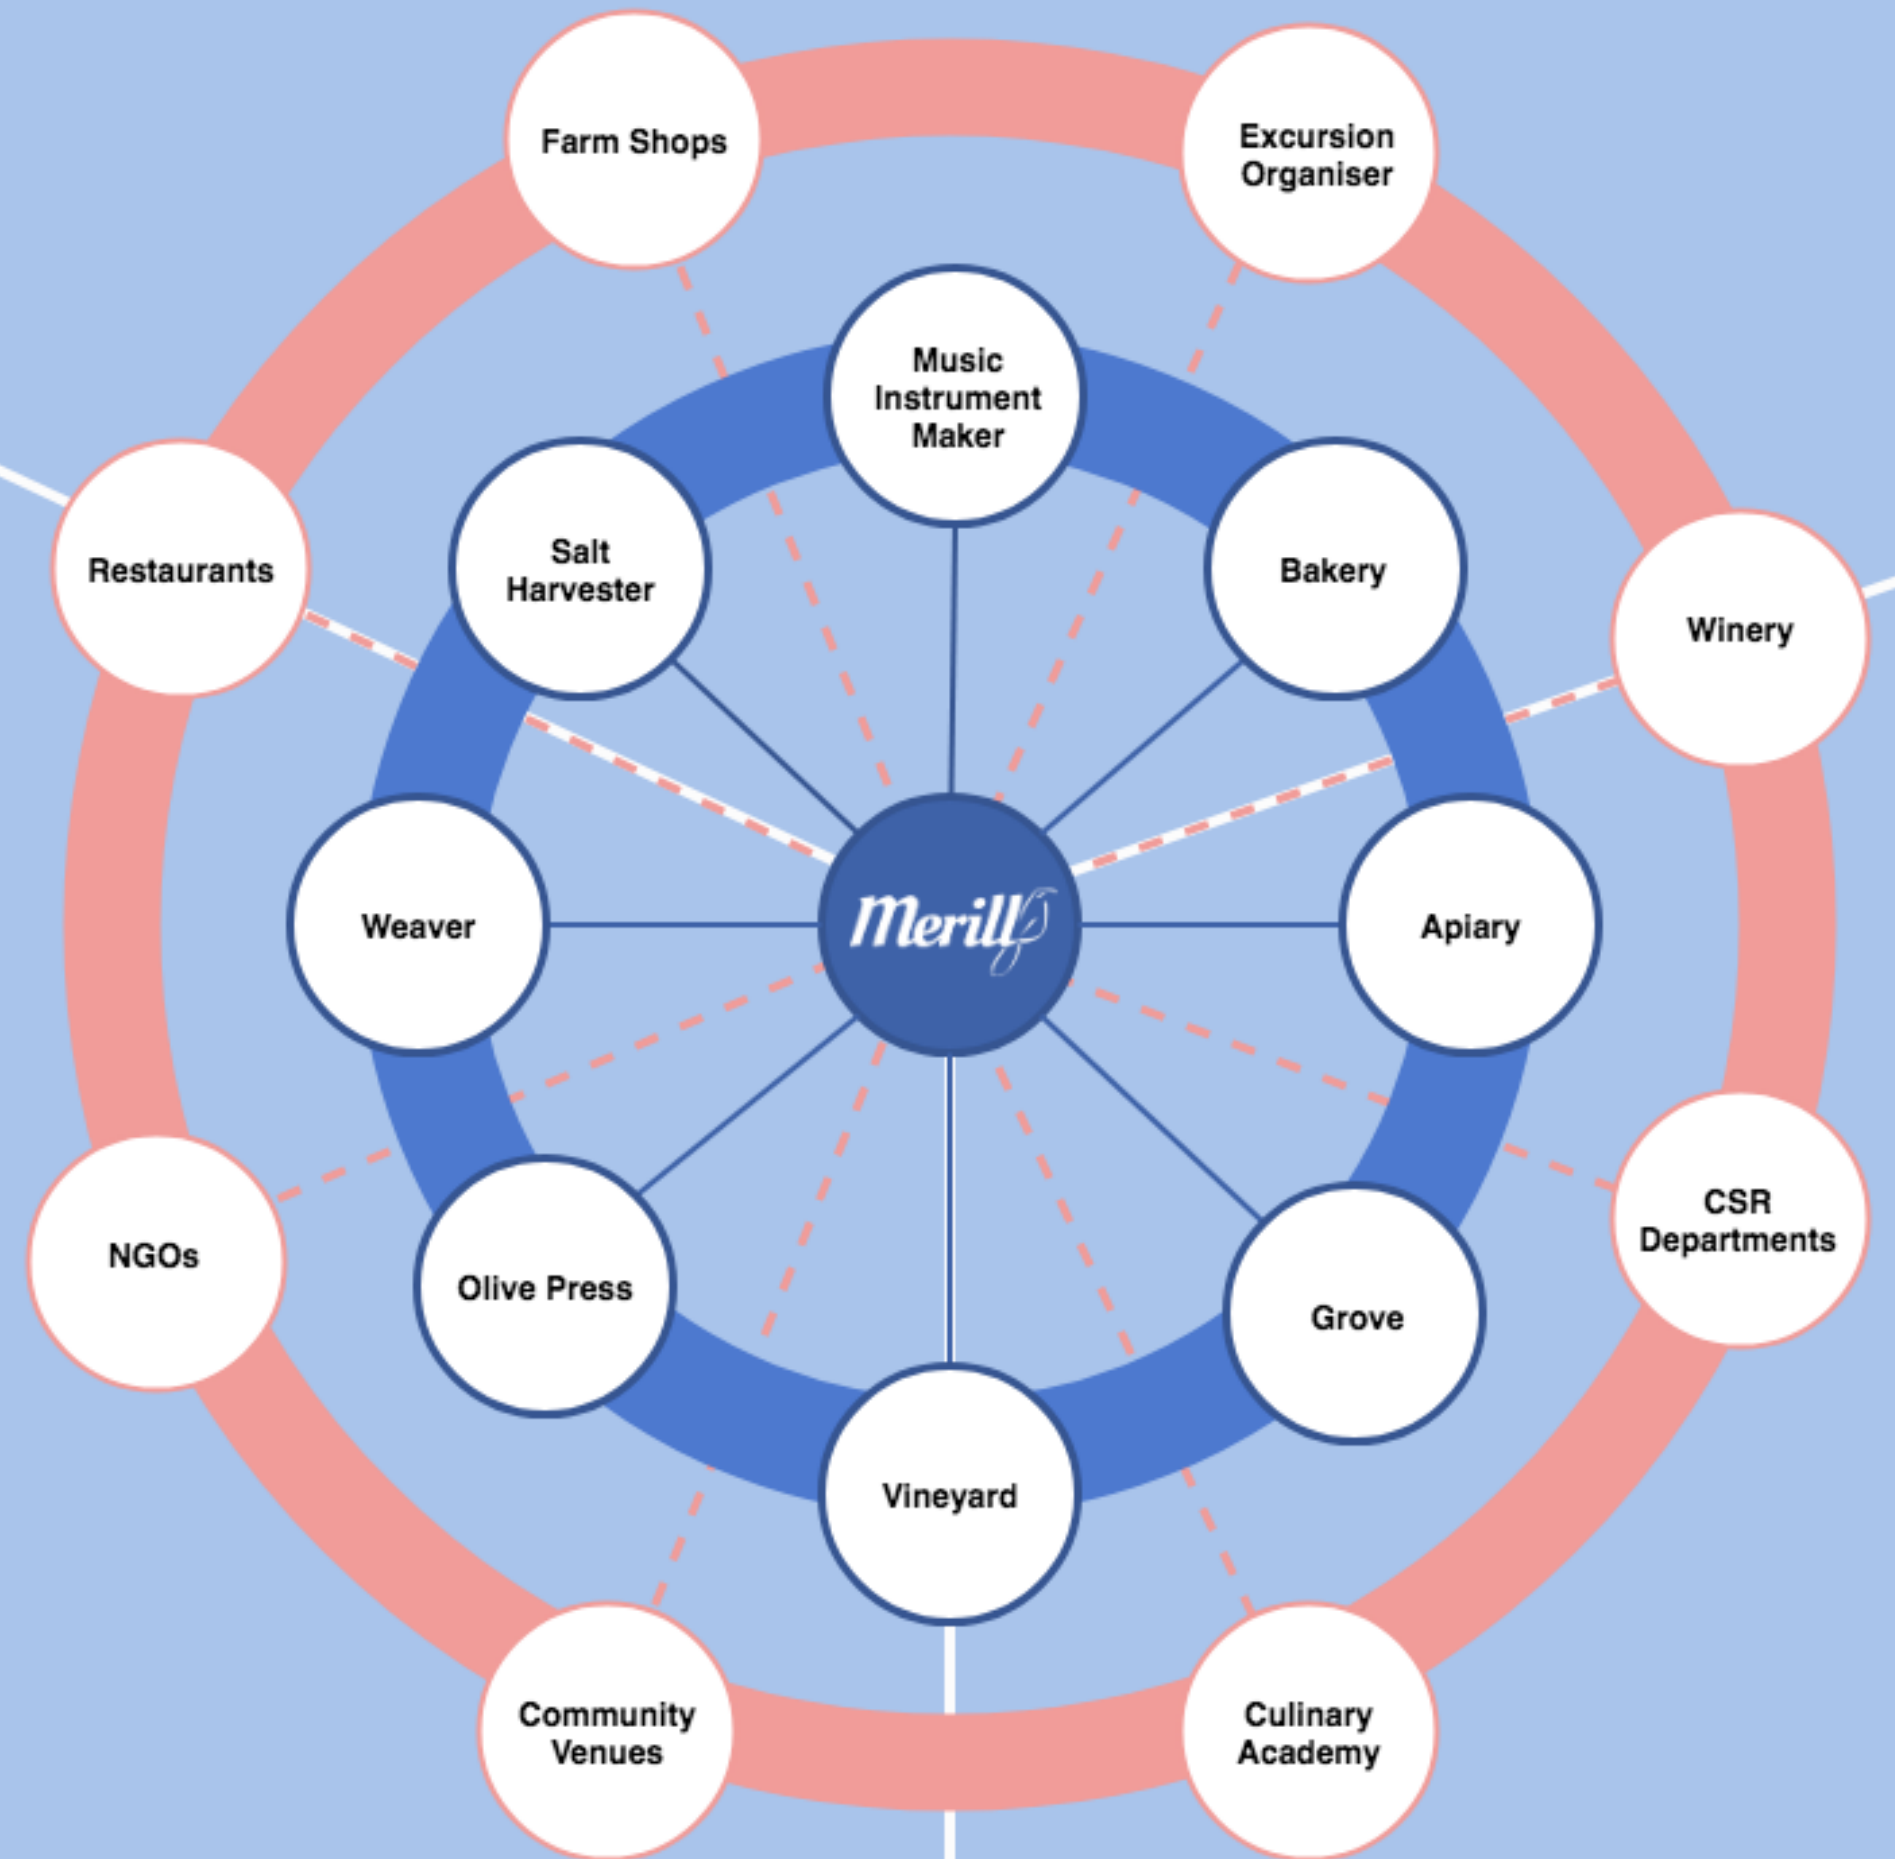 Farm Shops
Excursion
Organiser
Music
Instrument
Maker
Salt
Harvester
Bakery
Restaurants
Winery
Weaver
Merill
Apiary
CSR
Departments
NGOs
Olive Press
Grove
Vineyard
Community
Venues
Culinary
Academy